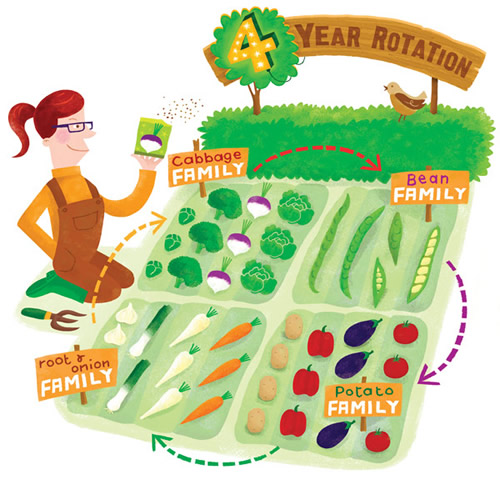 4 YEAR ROTATION
Cabbage
FAMILY
Bean
FAMILY
root &
onion
FAMILY
Potato
FAMILY